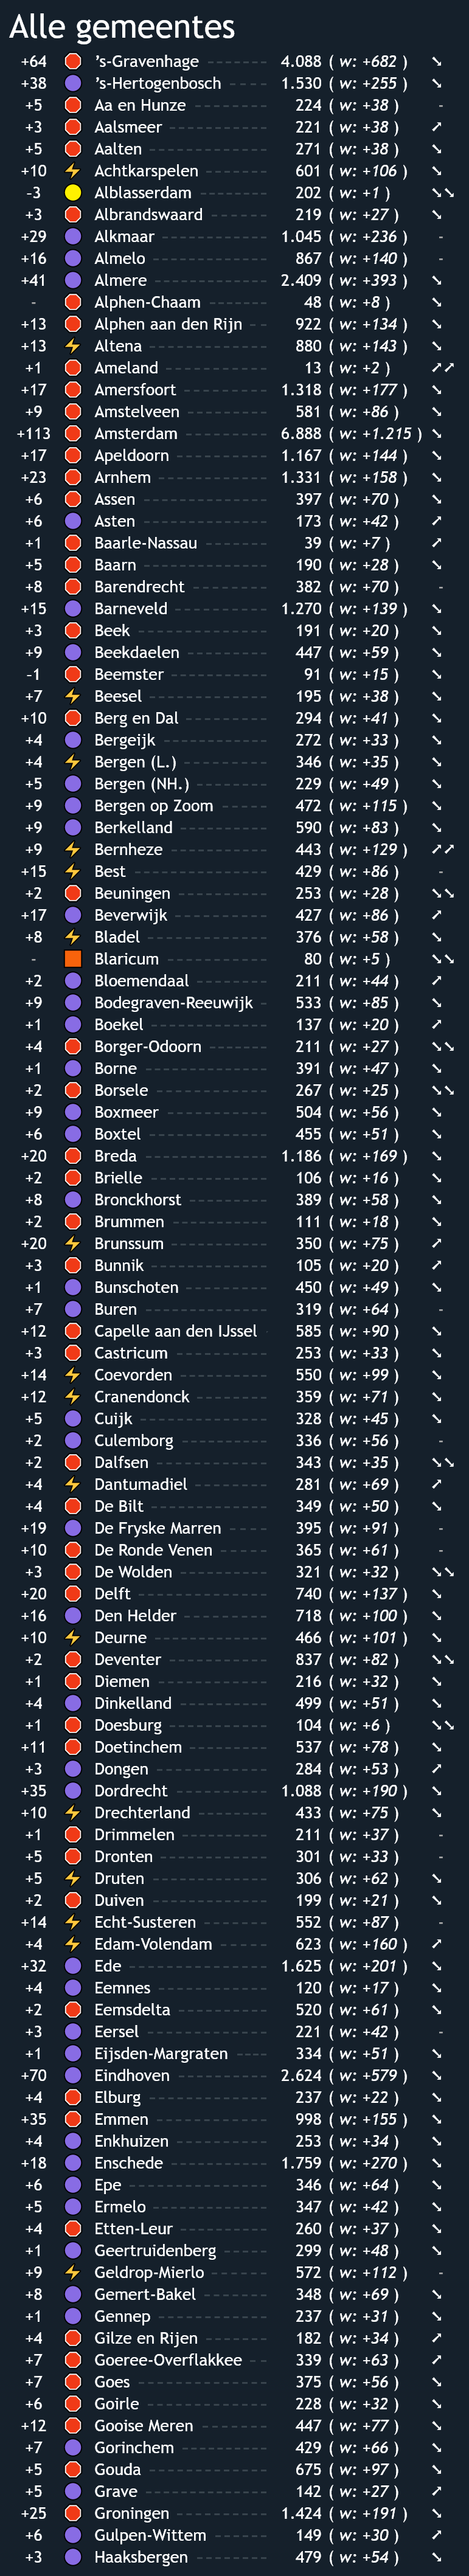 Alle gemeentes
+64 's-Gravenhage 4.088 ( w: +682 )
+38 's-Hertogenbosch 1.530 ( w: +255 )
+5 Aa en Hunze 224 ( w: +38 ) -
+3 Aalsmeer 221 ( w: +38 )
+5 Aalten 271 ( w: +38 )
+10 Achtkarspelen 601 ( w: +106 )
-3 Alblasserdam 202 ( w: +1 )
+3 Albrandswaard 219 ( w: +27 )
+29 Alkmaar 1.045 ( w: +236 ) -
+16 Almelo 867 ( w: +140 ) -
+41 Almere 2.409 ( w: +393 )
- Alphen-Chaam 48 ( w: +8 )
+13 Alphen aan den Rijn 922 ( w: +134 )
+13 Altena 880 ( w: +143 )
+1 Ameland 13 ( w: +2 )
+17 Amersfoort 1.318 ( w: +177 )
+9 Amstelveen 581 ( w: +86 )
+113 Amsterdam 6.888 ( w: +1.215 )
+17 Apeldoorn 1.167 ( w: +144 )
+23 Arnhem 1.331 ( w: +158 )
+6 Assen 397 ( w: +70 )
+6 Asten 173 ( w: +42 )
+1 Baarle-Nassau 39 ( w: +7 )
+5 Baarn 190 ( w: +28 )
+8 Barendrecht 382 ( w: +70 ) -
+15 Barneveld 1.270 ( w: +139 )
+3 Beek 191 ( w: +20 )
+9 Beekdaelen 447 ( w: +59 )
-1 Beemster 91 ( w: +15 )
+7 Beesel 195 ( w: +38 )
+10 Berg en Dal 294 ( w: +41 )
+4 Bergeijk 272 ( w: +33 )
+4 Bergen (L.) 346 ( w: +35 )
+5 Bergen (NH.) 229 ( w: +49 )
+9 Bergen op Zoom 472 ( w: +115 )
+9 Berkelland 590 ( w: +83 )
+9 Bernheze 443 ( w: +129 )
+15 Best 429 ( w: +86 ) -
+2 Beuningen 253 ( w: +28 )
+17 Beverwijk 427 ( w: +86 )
+8 Bladel 376 ( w: +58 )
- Blaricum 80 ( w: +5 )
+2 Bloemendaal 211 ( w: +44 )
+9 Bodegraven-Reeuwijk 533 ( w: +85 )
+1 Boekel 137 ( w: +20 )
+4 Borger-Odoorn 211 ( w: +27 )
+1 Borne 391 ( w: +47 )
+2 Borsele 267 ( w: +25 )
+9 Boxmeer 504 ( w: +56 )
+6 Boxtel 455 ( w: +51 )
+20 Breda 1.186 ( w: +169 )
+2 Brielle 106 ( w: +16 )
+8 Bronckhorst 389 ( w: +58 )
+2 Brummen 111 ( w: +18 )
+20 Brunssum 350 ( w: +75 )
+3 Bunnik 105 ( w: +20 )
+1 Bunschoten 450 ( w: +49 )
+7 Buren 319 ( w: +64 ) -
+12 Capelle aan den IJssel 585 ( w: +90 )
+3 Castricum 253 ( w: +33 )
+14 Coevorden 550 ( w: +99 )
+12 Cranendonck 359 ( w: +71 )
+5 Cuijk 328 ( w: +45 )
+2 Culemborg 336 ( w: +56 ) -
+2 Dalfsen 343 ( w: +35 )
+4 Dantumadiel 281 ( w: +69 )
+4 De Bilt 349 ( w: +50 )
+19 De Fryske Marren 395 ( w: +91 ) -
+10 De Ronde Venen 365 ( w: +61 ) -
+3 De Wolden 321 ( w: +32 )
+20 Delft 740 ( w: +137 )
+16 Den Helder 718 ( w: +100 )
+10 Deurne 466 ( w: +101 )
+2 Deventer 837 ( w: +82 )
+1 Diemen 216 ( w: +32 )
+4 Dinkelland 499 ( w: +51 )
+1 Doesburg 104 ( w: +6 )
+11 Doetinchem 537 ( w: +78 )
+3 Dongen 284 ( w: +53 )
+35 Dordrecht 1.088 ( w: +190 )
+10 Drechterland 433 ( w: +75 )
+1 Drimmelen 211 ( w: +37 ) -
+5 Dronten 301 ( w: +33 ) -
+5 Druten 306 ( w: +62 )
+2 Duiven 199 ( w: +21 )
+14 Echt-Susteren 552 ( w: +87 ) -
+4 Edam-Volendam 623 ( w: +160 )
+32 Ede 1.625 ( w: +201 )
+4 Eemnes 120 ( w: +17 )
+2 Eemsdelta 520 ( w: +61 )
+3 Eersel 221 ( w: +42 ) -
+1 Eijsden-Margraten 334 ( w: +51 )
+70 Eindhoven 2.624 ( w: +579 )
+4 Elburg 237 ( w: +22 )
+35 Emmen 998 ( w: +155 )
+4 Enkhuizen 253 ( w: +34 )
+18 Enschede 1.759 ( w: +270 )
+6 Epe 346 ( w: +64 )
+5 Ermelo 347 ( w: +42 )
+4 Etten-Leur 260 ( w: +37 )
+1 Geertruidenberg 299 ( w: +48 )
+9 Geldrop-Mierlo 572 ( w: +112 ) -
+8 Gemert-Bakel 348 ( w: +69 )
+1 Gennep 237 ( w: +31 )
+4 Gilze en Rijen 182 ( w: +34 )
+7 Goeree-Overflakkee 339 ( w: +63 )
+7 Goes 375 ( w: +56 )
+6 Goirle 228 ( w: +32 )
+12 Gooise Meren 447 ( w: +77 )
+7 Gorinchem 429 ( w: +66 )
+5 Gouda 675 ( w: +97 )
+5 Grave 142 ( w: +27 )
+25 Groningen 1.424 ( w: +191 )
+6 Gulpen-Wittem 149 ( w: +30 )
+3 Haaksbergen 479 ( w: +54 )